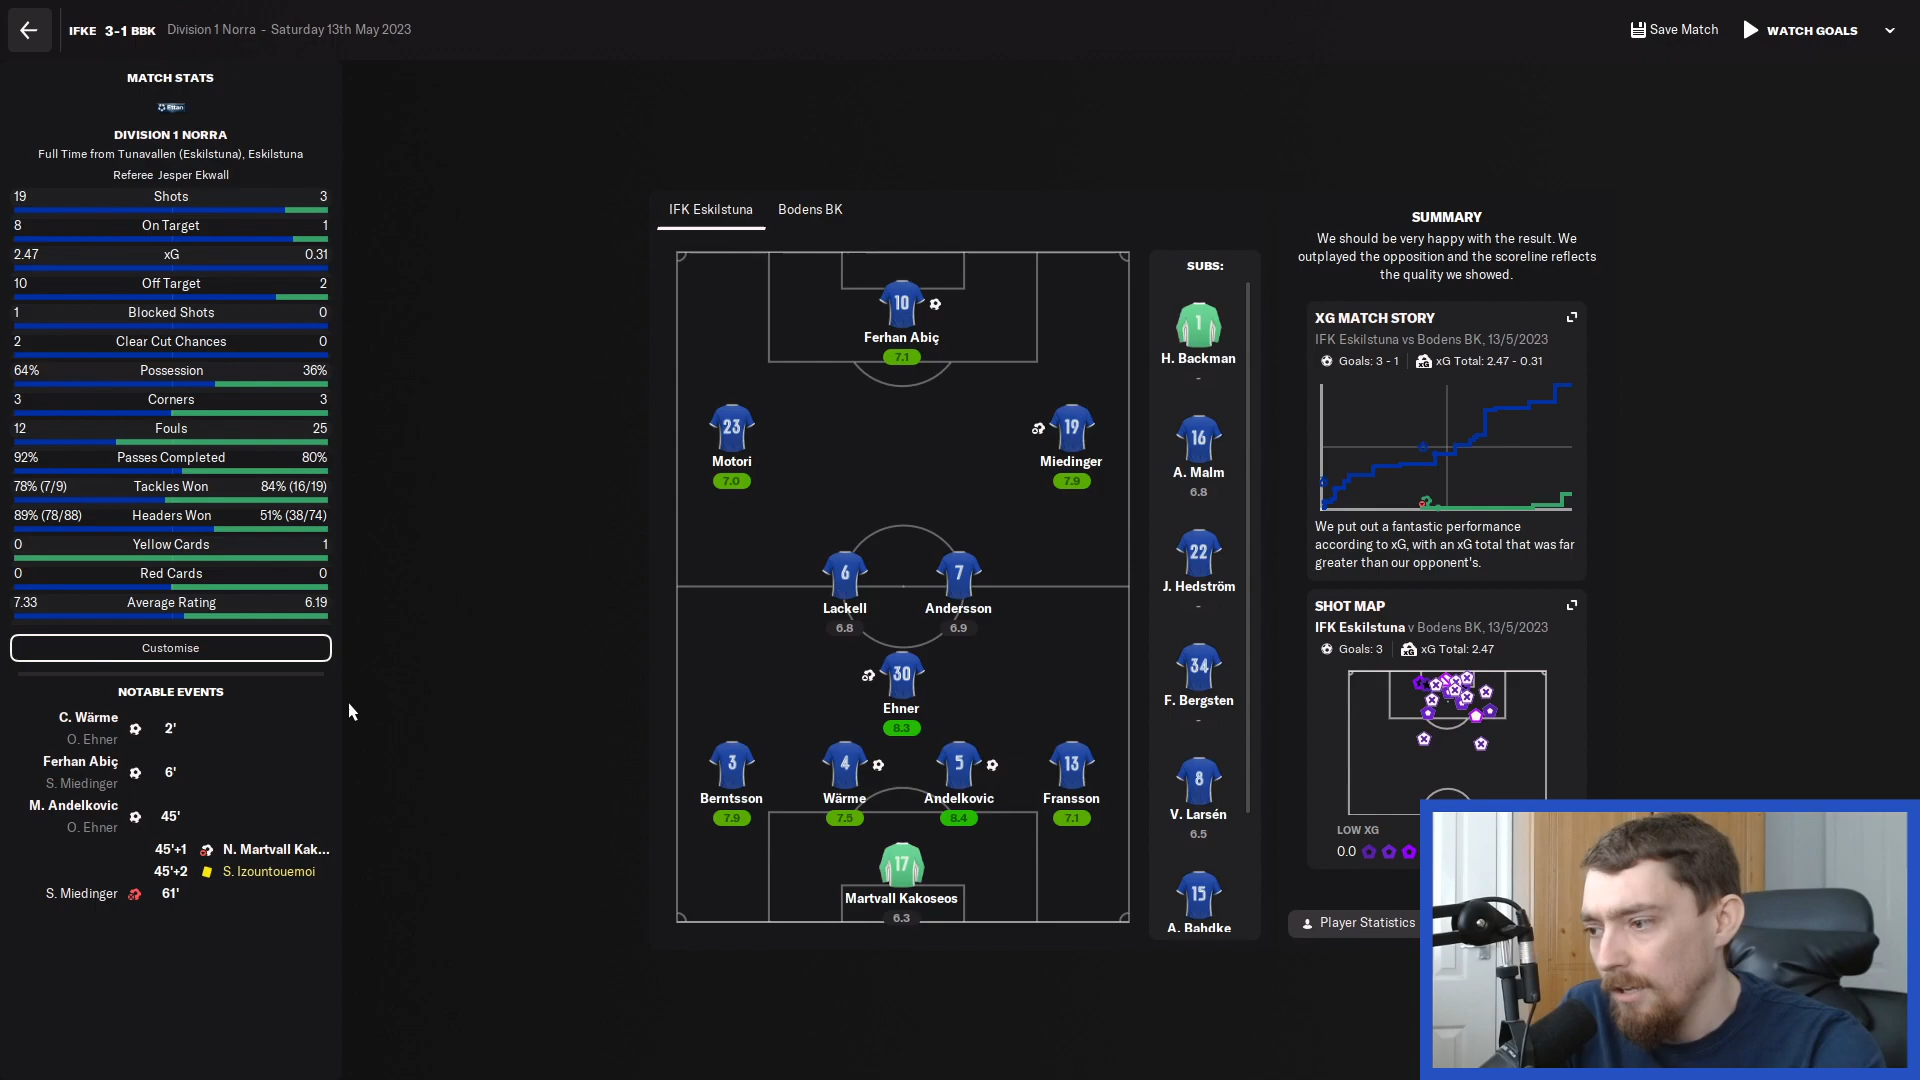 IFKE 3-1 BBK Division 1 Norra - Saturday 13th May 2023
Save Match
WATCH GOALS
MATCH STATS
Ettan
DIVISION 1 NORRA
Full Time from Tunavallen (Eskilstuna), Eskilstuna
Referee Jesper Ekwall
19 Shots 3
8 On Target 1
2.47 xG 0.31
10 Off Target 2
1 Blocked Shots 0
2 Clear Cut Chances 0
64% Possession 36%
3 Corners 3
12 Fouls 25
92% Passes Completed 80%
78% (7/9) Tackles Won 84% (16/19)
89% (78/88) Headers Won 51% (38/74)
0 Yellow Cards 1
0 Red Cards 0
7.33 Average Rating 6.19
Customise
NOTABLE EVENTS
C. Wärme 2'
O. Ehner
Ferhan Abiç 6'
S. Miedinger
M. Andelkovic 45'
O. Ehner
45'+1 N. Martvall Kak...
45'+2 S. Izountouemoi
S. Miedinger 61'
IFK Eskilstuna Bodens BK
10
Ferhan Abiç
7.1
23
Motori
7.0
19
Miedinger
7.9
6
Lackell
6.8
7
Andersson
6.9
30
Ehner
8.3
3
Berntsson
7.9
4
Wärme
7.5
5
Andelkovic
8.4
13
Fransson
7.1
17
Martvall Kakoseos
6.3
SUBS:
1
H. Backman
-
16
A. Malm
6.8
22
J. Hedström
-
34
F. Bergsten
-
8
V. Larsén
6.5
15
A. Bahdke
SUMMARY
We should be very happy with the result. We
outplayed the opposition and the scoreline reflects
the quality we showed.
XG MATCH STORY
IFK Eskilstuna vs Bodens BK, 13/5/2023
Goals: 3 - 1 xG xG Total: 2.47 - 0.31
We put out a fantastic performance
according to xG, with an xG total that was far
greater than our opponent's.
SHOT MAP
IFK Eskilstuna v Bodens BK, 13/5/2023
Goals: 3 xG xG Total: 2.47
LOW XG
0.0
Player Statistics